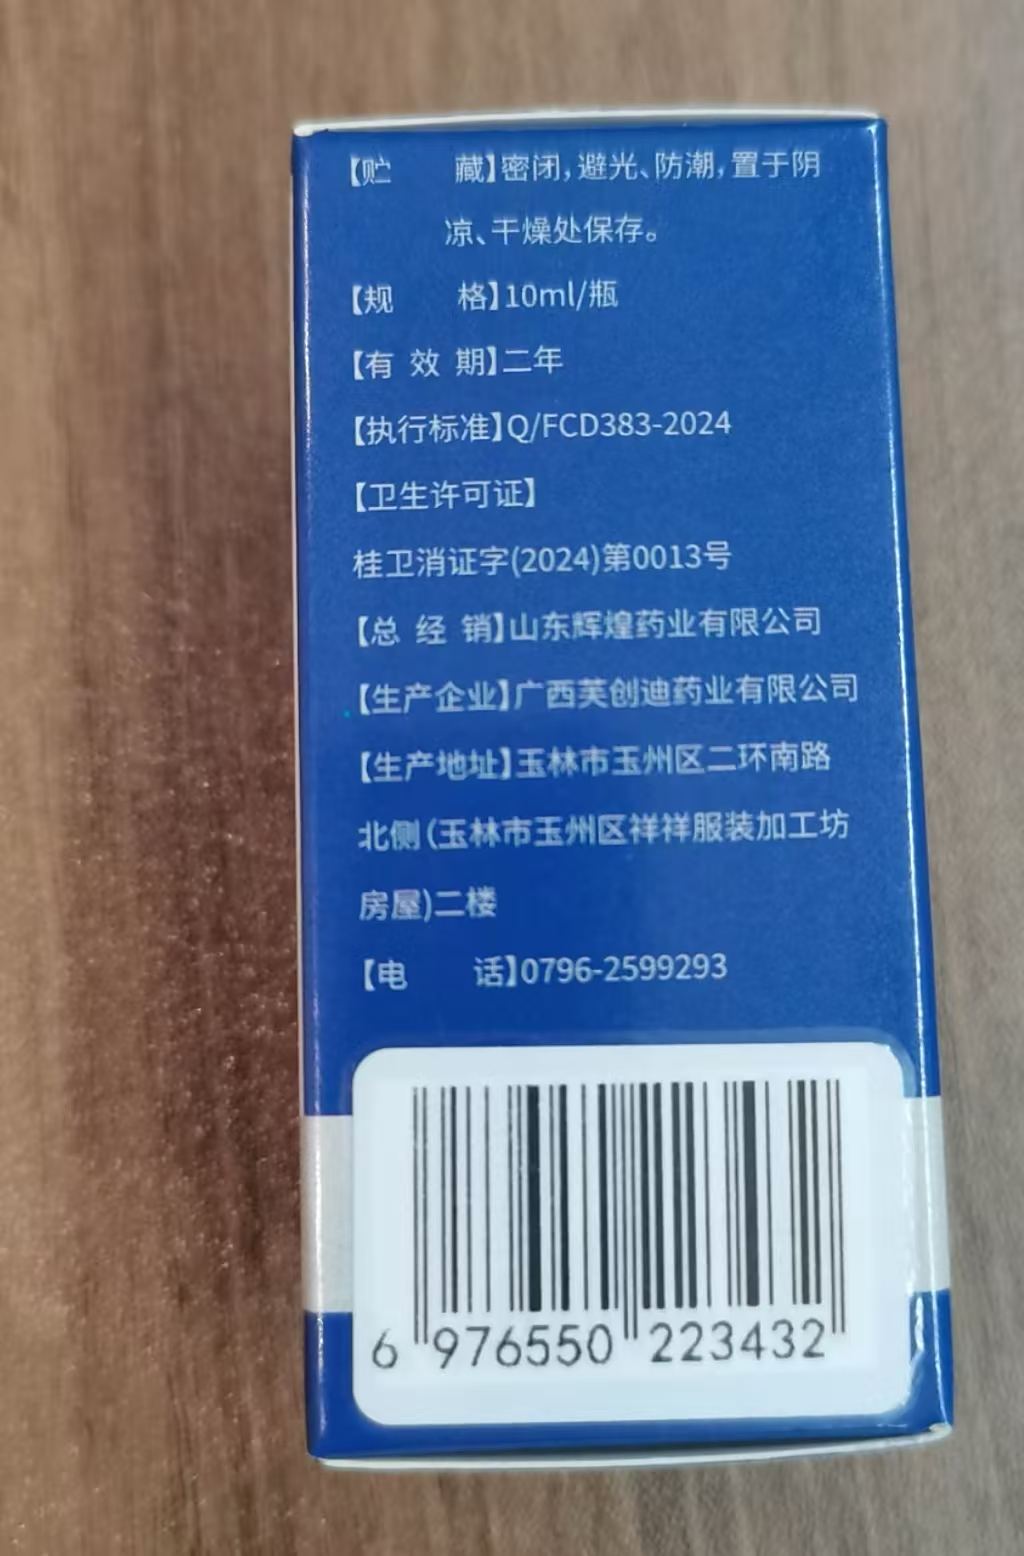 【贮 藏】密闭,避光、防潮,置于阴
凉、干燥处保存。
【规 格】10ml/瓶
【有 效 期】二年
【执行标准】Q/FCD383-2024
【卫生许可证】
桂卫消证字(2024)第0013号
【总 经 销】山东辉煌药业有限公司
【生产企业】广西芙创迪药业有限公司
【生产地址】玉林市玉州区二环南路
北侧(玉林市玉州区祥祥服装加工坊
房屋)二楼
【电 话】0796-2599293
6 976550 223432